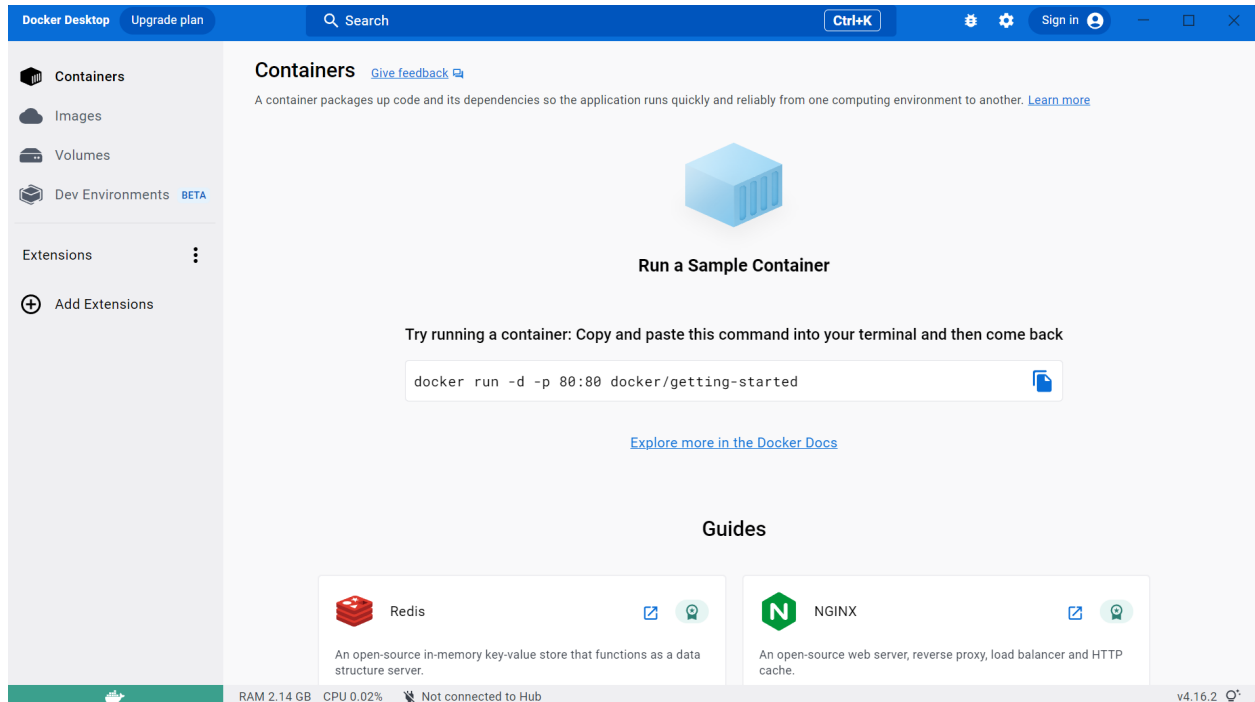 Docker Desktop Upgrade plan Search Ctrl+K Sign in
Containers
Images
Volumes
Dev Environments BETA
Extensions
Add Extensions
Containers Give feedback
A container packages up code and its dependencies so the application runs quickly and reliably from one computing environment to another. Learn more
Run a Sample Container
Try running a container: Copy and paste this command into your terminal and then come back
docker run -d -p 80:80 docker/getting-started
Explore more in the Docker Docs
Guides
Redis
An open-source in-memory key-value store that functions as a data
structure server.
NGINX
An open-source web server, reverse proxy, load balancer and HTTP
cache.
RAM 2.14 GB CPU 0.02% Not connected to Hub v4.16.2